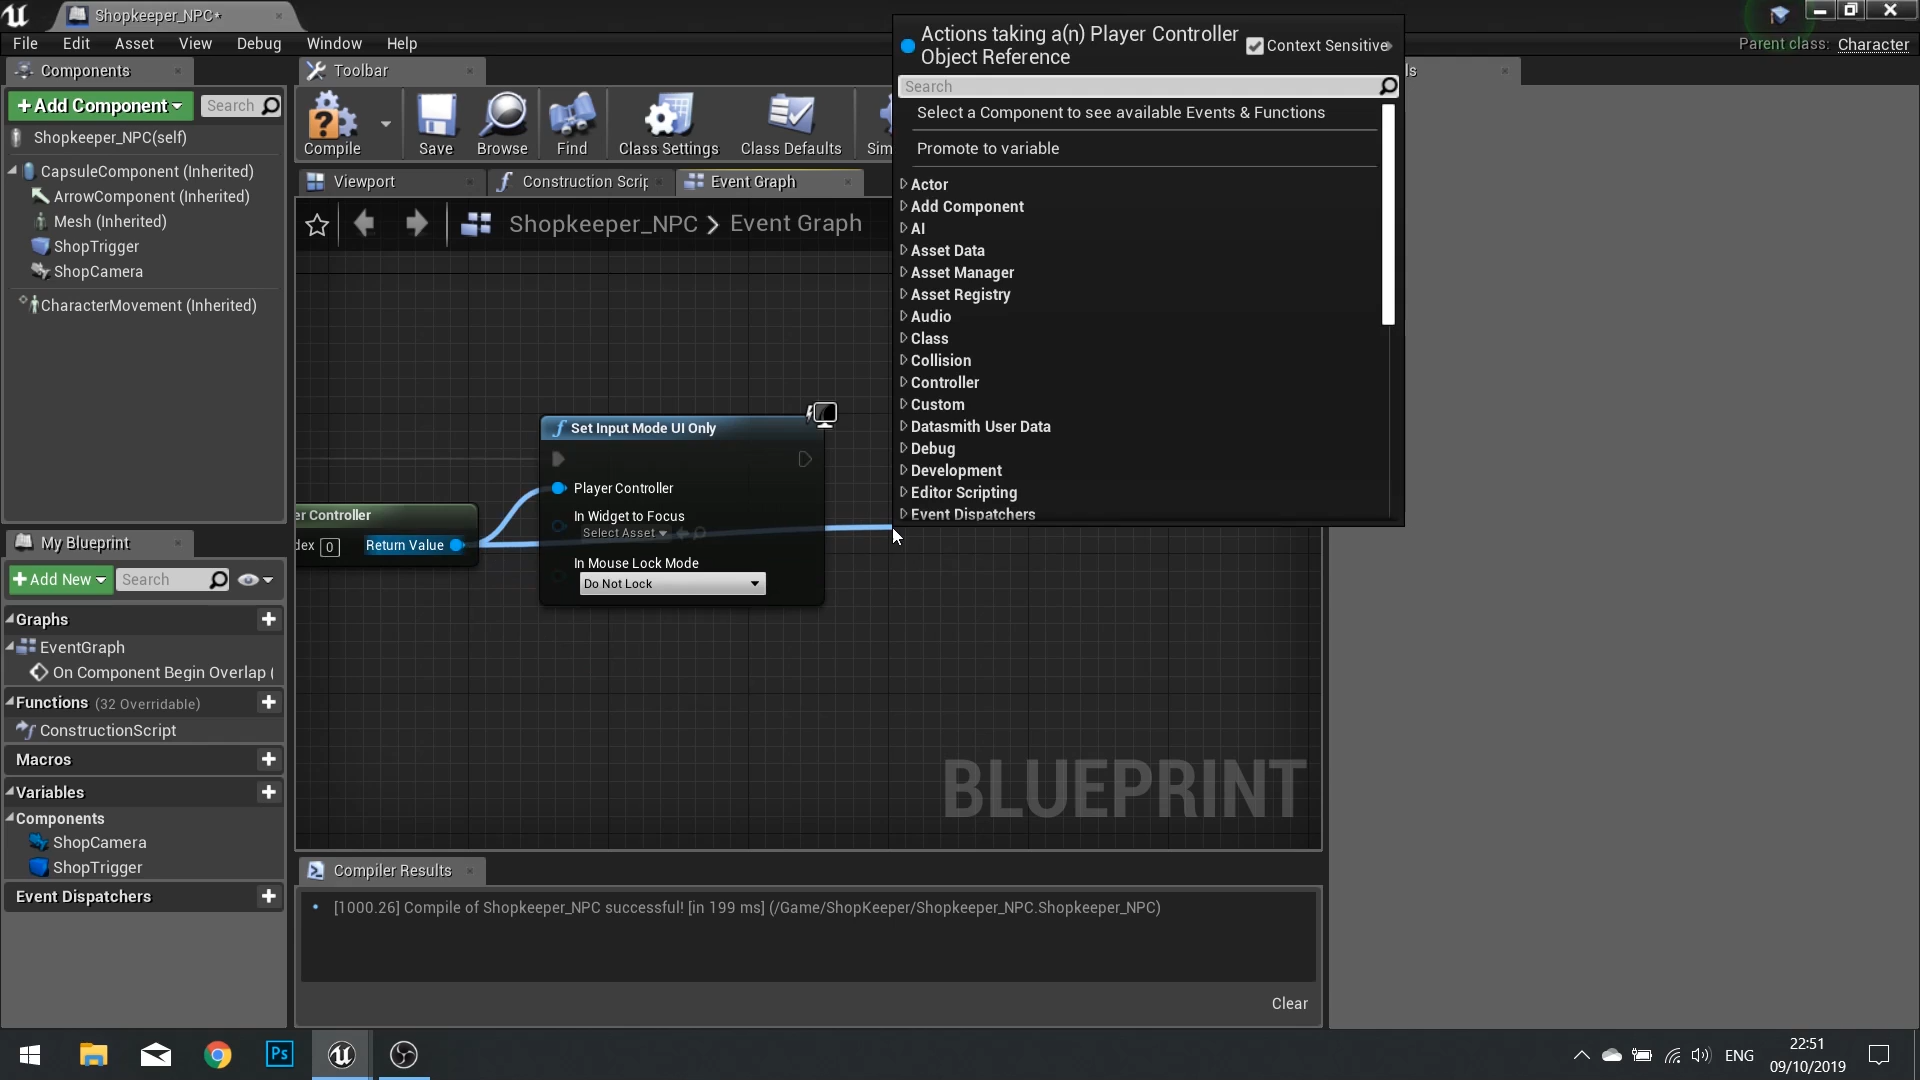 Shopkeeper_NPC*
File Edit Asset View Debug Window Help
Parent class: Character
Components
Add Component
Search
Shopkeeper_NPC(self)
CapsuleComponent (Inherited)
ArrowComponent (Inherited)
Mesh (Inherited)
ShopTrigger
ShopCamera
CharacterMovement (Inherited)
Toolbar
Compile Save Browse Find Class Settings Class Defaults Sim
Viewport Construction Scrip Event Graph
Shopkeeper_NPC > Event Graph
Actions taking a(n) Player Controller
Object Reference
Context Sensitive
ls
Search
Select a Component to see available Events & Functions
Promote to variable
Actor
Add Component
AI
Asset Data
Asset Manager
Asset Registry
Audio
Class
Collision
Controller
Custom
Datasmith User Data
Debug
Development
Editor Scripting
Event Dispatchers
Set Input Mode UI Only
Player Controller
In Widget to Focus
Select Asset
In Mouse Lock Mode
Do Not Lock
er Controller
dex 0 Return Value
BLUEPRINT
My Blueprint
Add New
Search
Graphs
EventGraph
On Component Begin Overlap (
Functions (32 Overridable)
ConstructionScript
Macros
Variables
Components
ShopCamera
ShopTrigger
Event Dispatchers
Compiler Results
[1000.26] Compile of Shopkeeper_NPC successful! [in 199 ms] (/Game/ShopKeeper/Shopkeeper_NPC.Shopkeeper_NPC)
Clear
Ps
ENG
22:51
09/10/2019